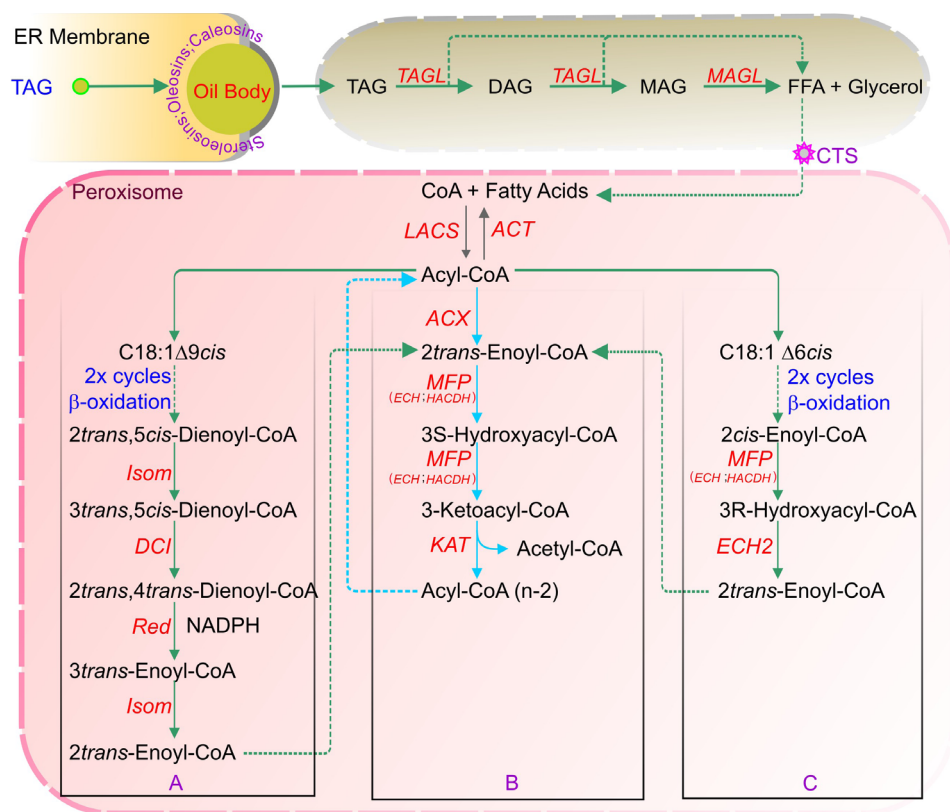 ER Membrane
TAG
Oil Body
Steroleosins;Oleosins;Caleosins
TAG
TAGL
DAG
TAGL
MAG
MAGL
FFA + Glycerol
CTS
Peroxisome
CoA + Fatty Acids
LACS
ACT
Acyl-CoA
C18:1Δ9cis
2x cycles
β-oxidation
2trans,5cis-Dienoyl-CoA
Isom
3trans,5cis-Dienoyl-CoA
DCI
2trans,4trans-Dienoyl-CoA
Red NADPH
3trans-Enoyl-CoA
Isom
2trans-Enoyl-CoA
A
ACX
2trans-Enoyl-CoA
MFP
(ECH;HACDH)
3S-Hydroxyacyl-CoA
MFP
(ECH;HACDH)
3-Ketoacyl-CoA
KAT
Acetyl-CoA
Acyl-CoA (n-2)
B
C18:1 Δ6cis
2x cycles
β-oxidation
2cis-Enoyl-CoA
MFP
(ECH;HACDH)
3R-Hydroxyacyl-CoA
ECH2
2trans-Enoyl-CoA
C